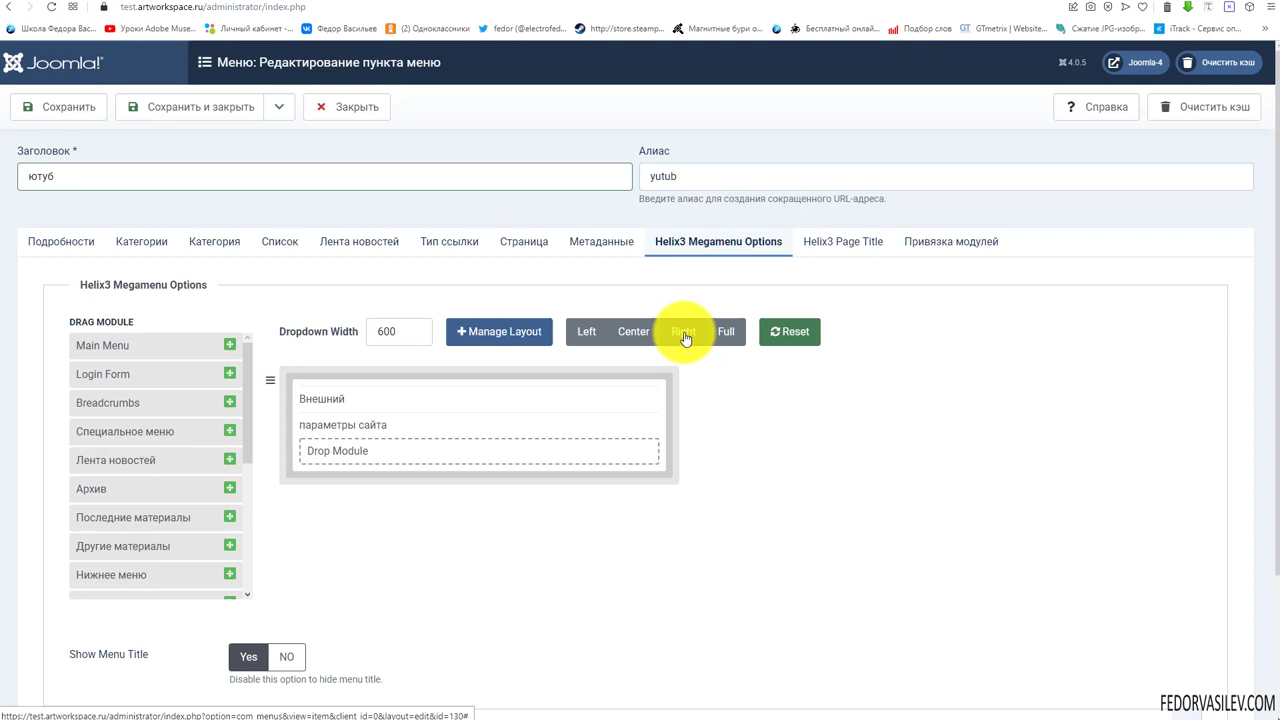 test.artworkspace.ru/administrator/index.php
Школа Федора Вас... Уроки Adobe Muse... Личный кабинет -... Федор Васильев (2) Одноклассники fedor (@electrofed... http://store.steamp... Магнитные бури о... Бесплатный онлай... Подбор слов GTmetrix | Website... Сжатие JPG-изобр... iTrack - Сервис оп...
Joomla!® Меню: Редактирование пункта меню 4.0.5 Joomla-4 Очистить кэш
Сохранить Сохранить и закрыть Закрыть Справка Очистить кэш
Заголовок * Алиас
ютуб yutub
Введите алиас для создания сокращенного URL-адреса.
Подробности Категории Категория Список Лента новостей Тип ссылки Страница Метаданные Helix3 Megamenu Options Helix3 Page Title Привязка модулей
Helix3 Megamenu Options
DRAG MODULE
Dropdown Width 600 Manage Layout Left Center Right Full Reset
Main Menu
Login Form
Breadcrumbs
Специальное меню
Лента новостей
Архив
Последние материалы
Другие материалы
Нижнее меню
Внешний
параметры сайта
Drop Module
Show Menu Title Yes NO
Disable this option to hide menu title.
FEDORVASILEV.COM
https://test.artworkspace.ru/administrator/index.php?option=com_menus&view=item&client_id=0&layout=edit&id=130#